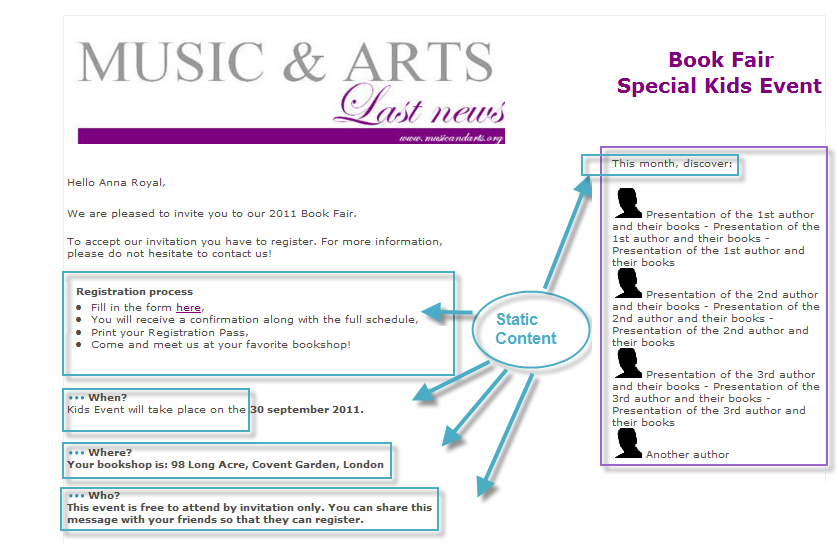 MUSIC & ARTS
Last news
www.musicandarts.org
Book Fair
Special Kids Event
Hello Anna Royal,
We are pleased to invite you to our 2011 Book Fair.
To accept our invitation you have to register. For more information,
please do not hesitate to contact us!
Registration process
Fill in the form here,
You will receive a confirmation along with the full schedule,
Print your Registration Pass,
Come and meet us at your favorite bookshop!
When?
Kids Event will take place on the 30 september 2011.
Where?
Your bookshop is: 98 Long Acre, Covent Garden, London
Who?
This event is free to attend by invitation only. You can share this
message with your friends so that they can register.
Static
Content
This month, discover:
Presentation of the 1st author
and their books - Presentation of the
1st author and their books -
Presentation of the 1st author and
their books
Presentation of the 2nd author
and their books - Presentation of the
2nd author and their books -
Presentation of the 2nd author and
their books
Presentation of the 3rd author
and their books - Presentation of the
3rd author and their books -
Presentation of the 3rd author and
their books
Another author